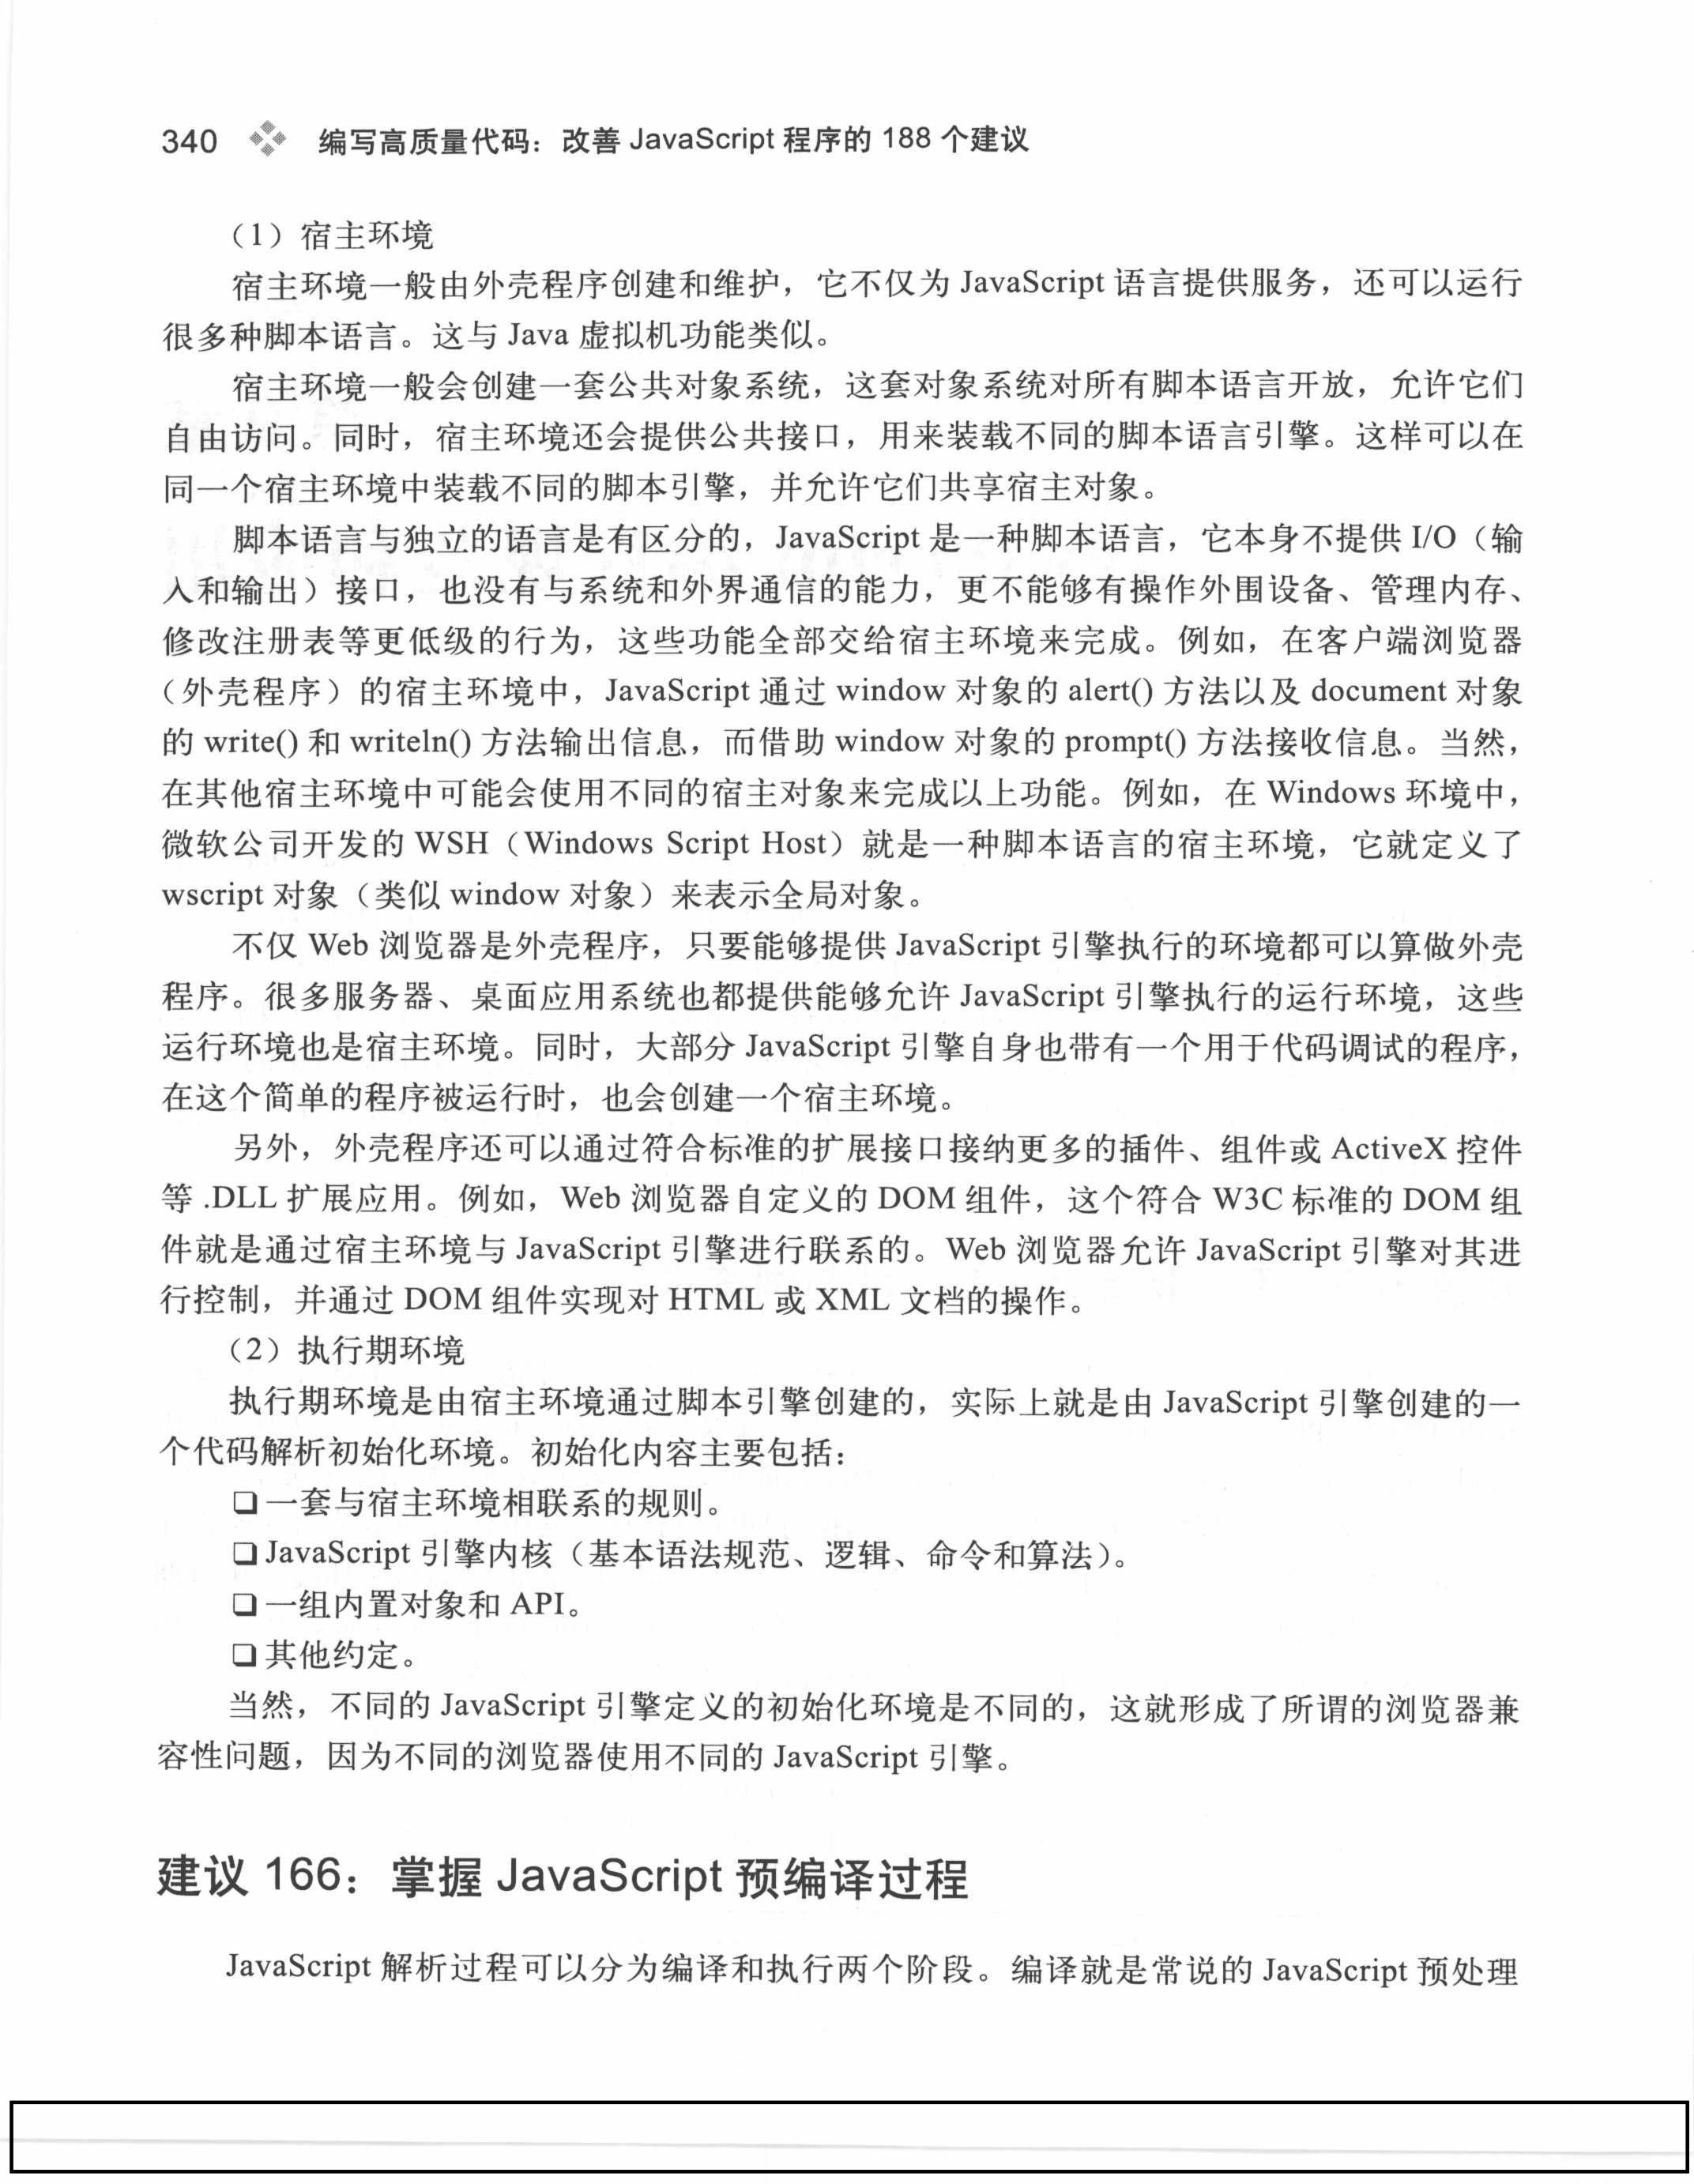 340 编写高质量代码：改善 JavaScript 程序的 188 个建议
（1）宿主环境
宿主环境一般由外壳程序创建和维护，它不仅为 JavaScript 语言提供服务，还可以运行
很多种脚本语言。这与 Java 虚拟机功能类似。
宿主环境一般会创建一套公共对象系统，这套对象系统对所有脚本语言开放，允许它们
自由访问。同时，宿主环境还会提供公共接口，用来装载不同的脚本语言引擎。这样可以在
同一个宿主环境中装载不同的脚本引擎，并允许它们共享宿主对象。
脚本语言与独立的语言是有区分的，JavaScript 是一种脚本语言，它本身不提供 I/O（输
入和输出）接口，也没有与系统和外界通信的能力，更不能够有操作外围设备、管理内存、
修改注册表等更低级的行为，这些功能全部交给宿主环境来完成。例如，在客户端浏览器
（外壳程序）的宿主环境中，JavaScript 通过 window 对象的 alert() 方法以及 document 对象
的 write() 和 writeln() 方法输出信息，而借助 window 对象的 prompt() 方法接收信息。当然，
在其他宿主环境中可能会使用不同的宿主对象来完成以上功能。例如，在 Windows 环境中，
微软公司开发的 WSH（Windows Script Host）就是一种脚本语言的宿主环境，它就定义了
wscript 对象（类似 window 对象）来表示全局对象。
不仅 Web 浏览器是外壳程序，只要能够提供 JavaScript 引擎执行的环境都可以算做外壳
程序。很多服务器、桌面应用系统也都提供能够允许 JavaScript 引擎执行的运行环境，这些
运行环境也是宿主环境。同时，大部分 JavaScript 引擎自身也带有一个用于代码调试的程序，
在这个简单的程序被运行时，也会创建一个宿主环境。
另外，外壳程序还可以通过符合标准的扩展接口接纳更多的插件、组件或 ActiveX 控件
等 .DLL 扩展应用。例如，Web 浏览器自定义的 DOM 组件，这个符合 W3C 标准的 DOM 组
件就是通过宿主环境与 JavaScript 引擎进行联系的。Web 浏览器允许 JavaScript 引擎对其进
行控制，并通过 DOM 组件实现对 HTML 或 XML 文档的操作。
（2）执行期环境
执行期环境是由宿主环境通过脚本引擎创建的，实际上就是由 JavaScript 引擎创建的一
个代码解析初始化环境。初始化内容主要包括：
❑ 一套与宿主环境相联系的规则。
❑ JavaScript 引擎内核（基本语法规范、逻辑、命令和算法）。
❑ 一组内置对象和 API。
❑ 其他约定。
当然，不同的 JavaScript 引擎定义的初始化环境是不同的，这就形成了所谓的浏览器兼
容性问题，因为不同的浏览器使用不同的 JavaScript 引擎。
建议 166：掌握 JavaScript 预编译过程
JavaScript 解析过程可以分为编译和执行两个阶段。编译就是常说的 JavaScript 预处理